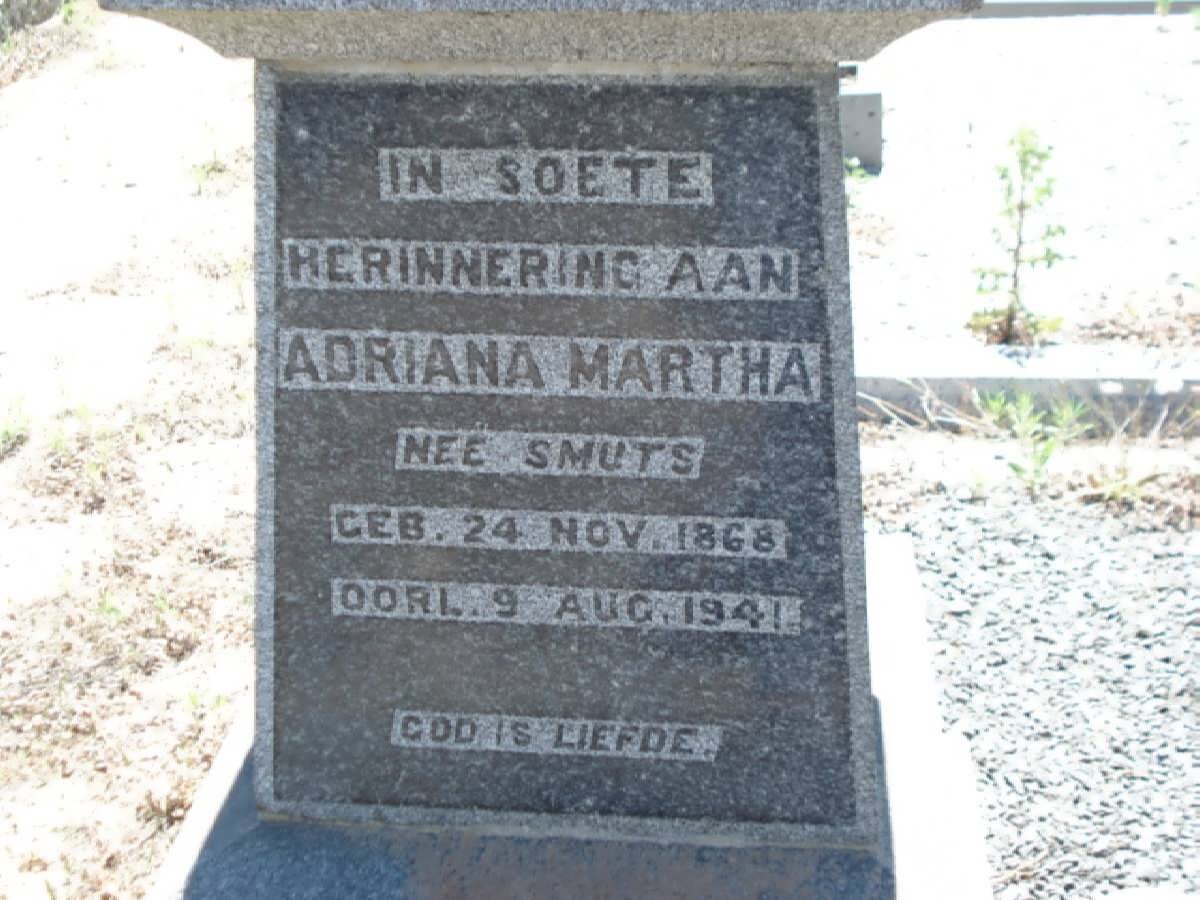 IN SOETE
HERINNERING AAN
ADRIANA MARTHA
NEE SMUTS
GEB. 24 NOV. 1868
OORL. 9 AUG. 1941.
GOD IS LIEFDE.